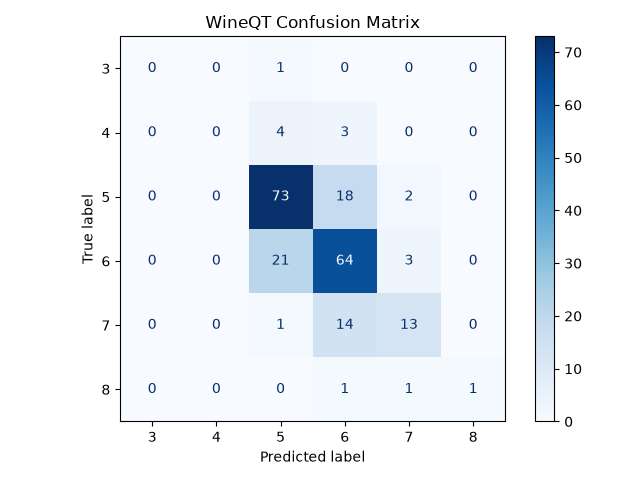 WineQT Confusion Matrix
True label
3 0 0 1 0 0 0
4 0 0 4 3 0 0
5 0 0 73 18 2 0
6 0 0 21 64 3 0
7 0 0 1 14 13 0
8 0 0 0 1 1 1
3 4 5 6 7 8
Predicted label
70
60
50
40
30
20
10
0